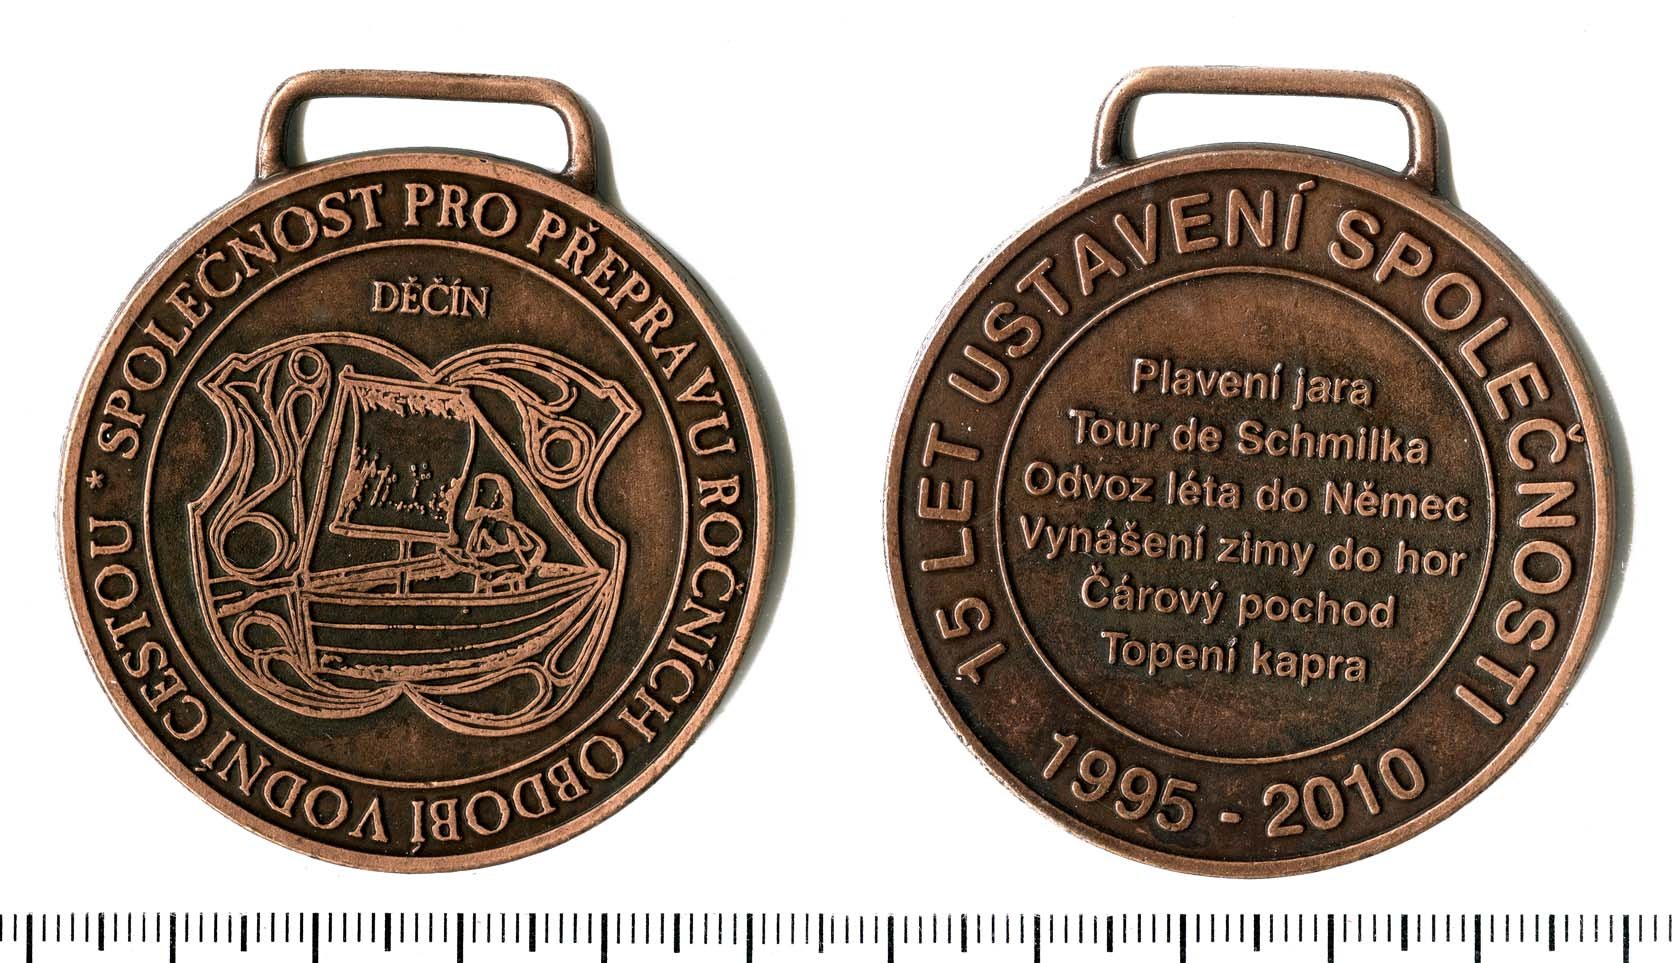 * SPOLEČNOST PRO PŘEPRAVU ROČNÍCH OBDOBÍ VODNÍ CESTOU
DĚČÍN
15 LET USTAVENÍ SPOLEČNOSTI
Plavení jara
Tour de Schmilka
Odvoz léta do Němec
Vynášení zimy do hor
Čárový pochod
Topení kapra
1995 - 2010